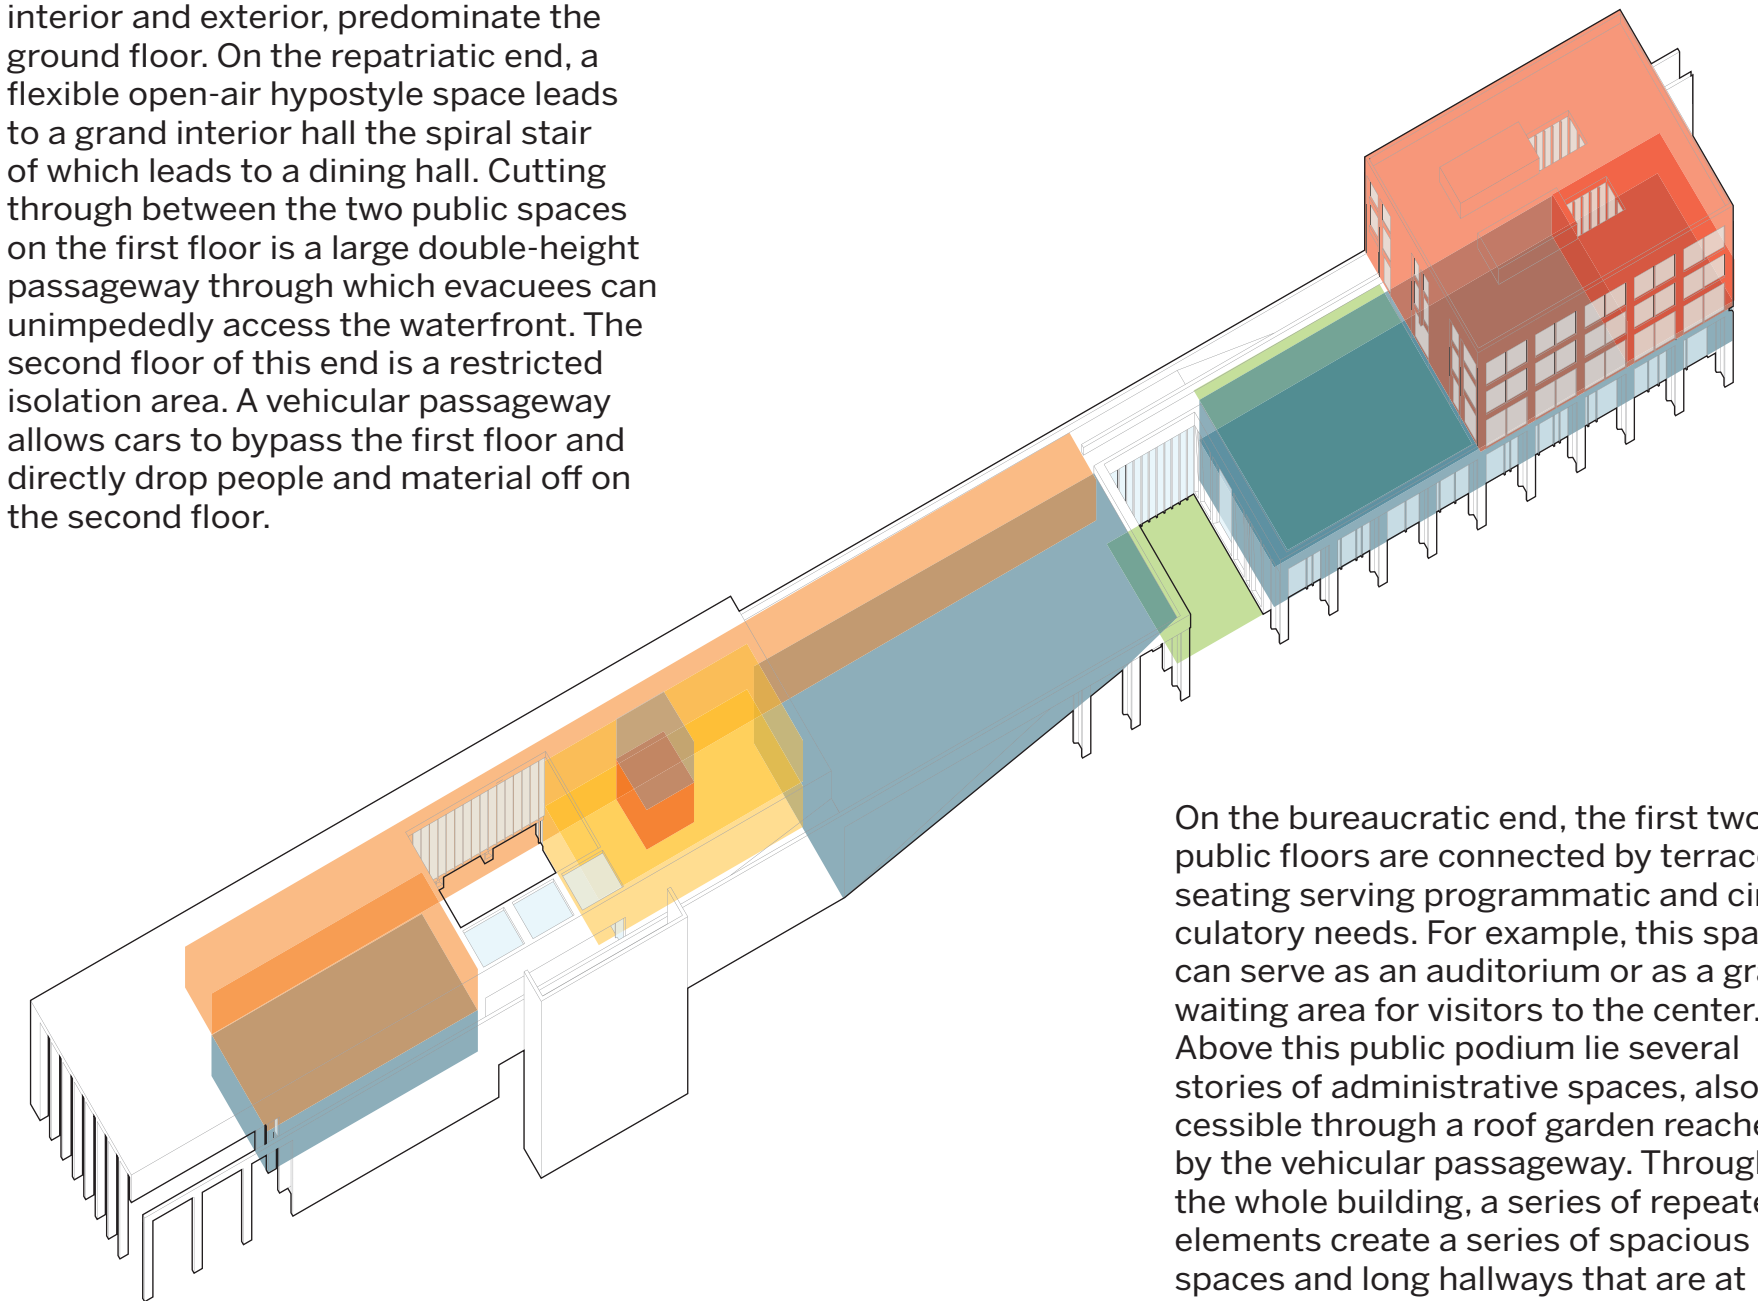 interior and exterior, predominate the
ground floor. On the repatriatic end, a
flexible open-air hypostyle space leads
to a grand interior hall the spiral stair
of which leads to a dining hall. Cutting
through between the two public spaces
on the first floor is a large double-height
passageway through which evacuees can
unimpededly access the waterfront. The
second floor of this end is a restricted
isolation area. A vehicular passageway
allows cars to bypass the first floor and
directly drop people and material off on
the second floor.
On the bureaucratic end, the first two
public floors are connected by terrac
seating serving programmatic and cir
culatory needs. For example, this spa
can serve as an auditorium or as a gra
waiting area for visitors to the center.
Above this public podium lie several
stories of administrative spaces, also
cessible through a roof garden reache
by the vehicular passageway. Through
the whole building, a series of repeate
elements create a series of spacious
spaces and long hallways that are at